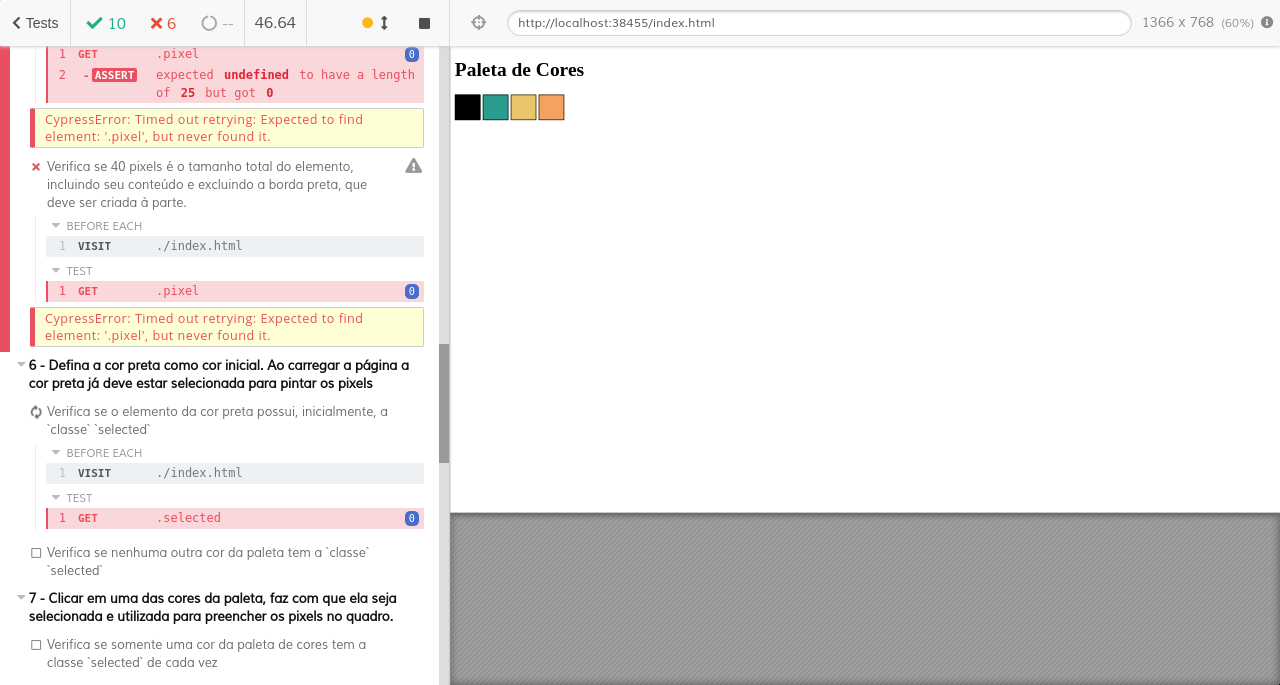 Tests 10 6 -- 46.64 http://localhost:38455/index.html 1366 x 768 (60%)
1 GET .pixel 0
2 -ASSERT expected undefined to have a length
of 25 but got 0
CypressError: Timed out retrying: Expected to find
element: '.pixel', but never found it.
Verifica se 40 pixels é o tamanho total do elemento,
incluindo seu conteúdo e excluindo a borda preta, que
deve ser criada à parte.
BEFORE EACH
1 VISIT ./index.html
TEST
1 GET .pixel 0
CypressError: Timed out retrying: Expected to find
element: '.pixel', but never found it.
6 - Defina a cor preta como cor inicial. Ao carregar a página a
cor preta já deve estar selecionada para pintar os pixels
Verifica se o elemento da cor preta possui, inicialmente, a
`classe` `selected`
BEFORE EACH
1 VISIT ./index.html
TEST
1 GET .selected 0
Verifica se nenhuma outra cor da paleta tem a `classe`
`selected`
7 - Clicar em uma das cores da paleta, faz com que ela seja
selecionada e utilizada para preencher os pixels no quadro.
Verifica se somente uma cor da paleta de cores tem a
classe `selected` de cada vez
Paleta de Cores